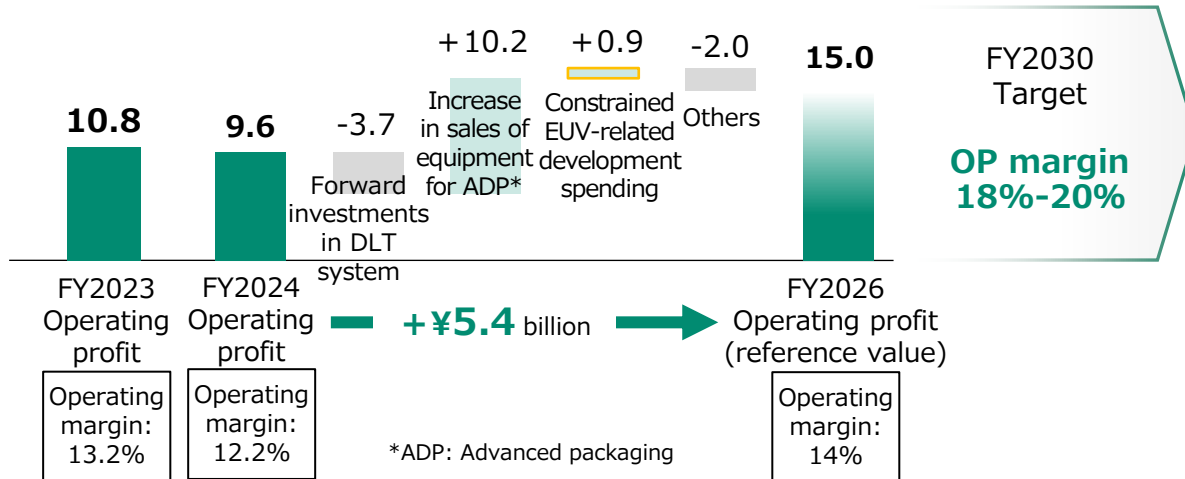 10.8
9.6
-3.7
Forward
investments
in DLT
system
+10.2
Increase
in sales of
equipment
for ADP*
+0.9
Constrained
EUV-related
development
spending
-2.0
Others
15.0
FY2030
Target
OP margin
18%-20%
FY2023
Operating
profit
FY2024
Operating
profit
+¥5.4 billion
FY2026
Operating profit
(reference value)
Operating
margin:
13.2%
Operating
margin:
12.2%
*ADP: Advanced packaging
Operating
margin:
14%